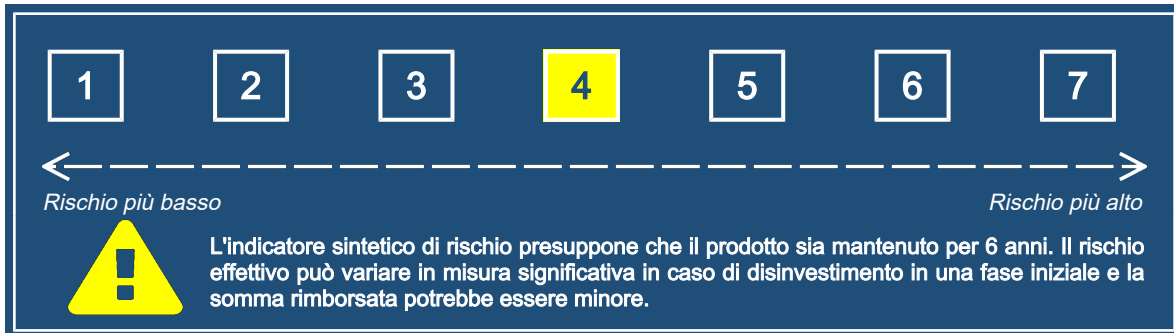 1 2 3 4 5 6 7
Rischio più basso Rischio più alto
L'indicatore sintetico di rischio presuppone che il prodotto sia mantenuto per 6 anni. Il rischio
effettivo può variare in misura significativa in caso di disinvestimento in una fase iniziale e la
somma rimborsata potrebbe essere minore.